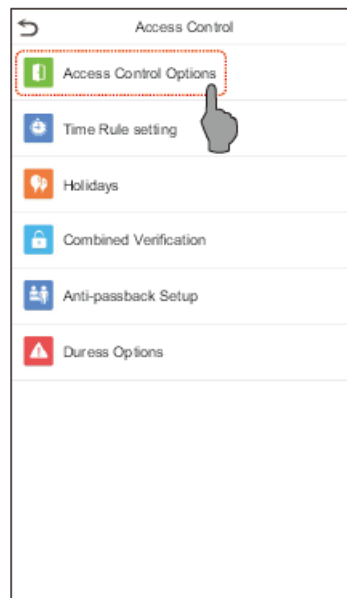 Access Control
Access Control Options
Time Rule setting
Holidays
Combined Verification
Anti-passback Setup
Duress Options